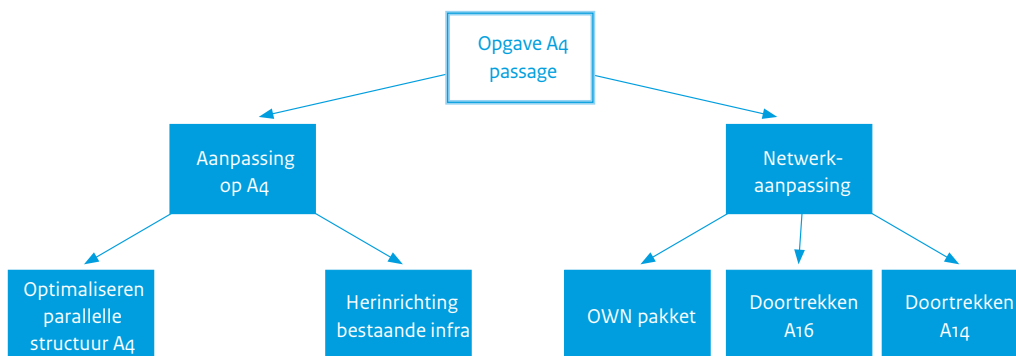 Opgave A4
passage
Aanpassing
op A4
Netwerk-
aanpassing
Optimaliseren
parallelle
structuur A4
Herinrichting
bestaande infra
OWN pakket
Doortrekken
A16
Doortrekken
A14